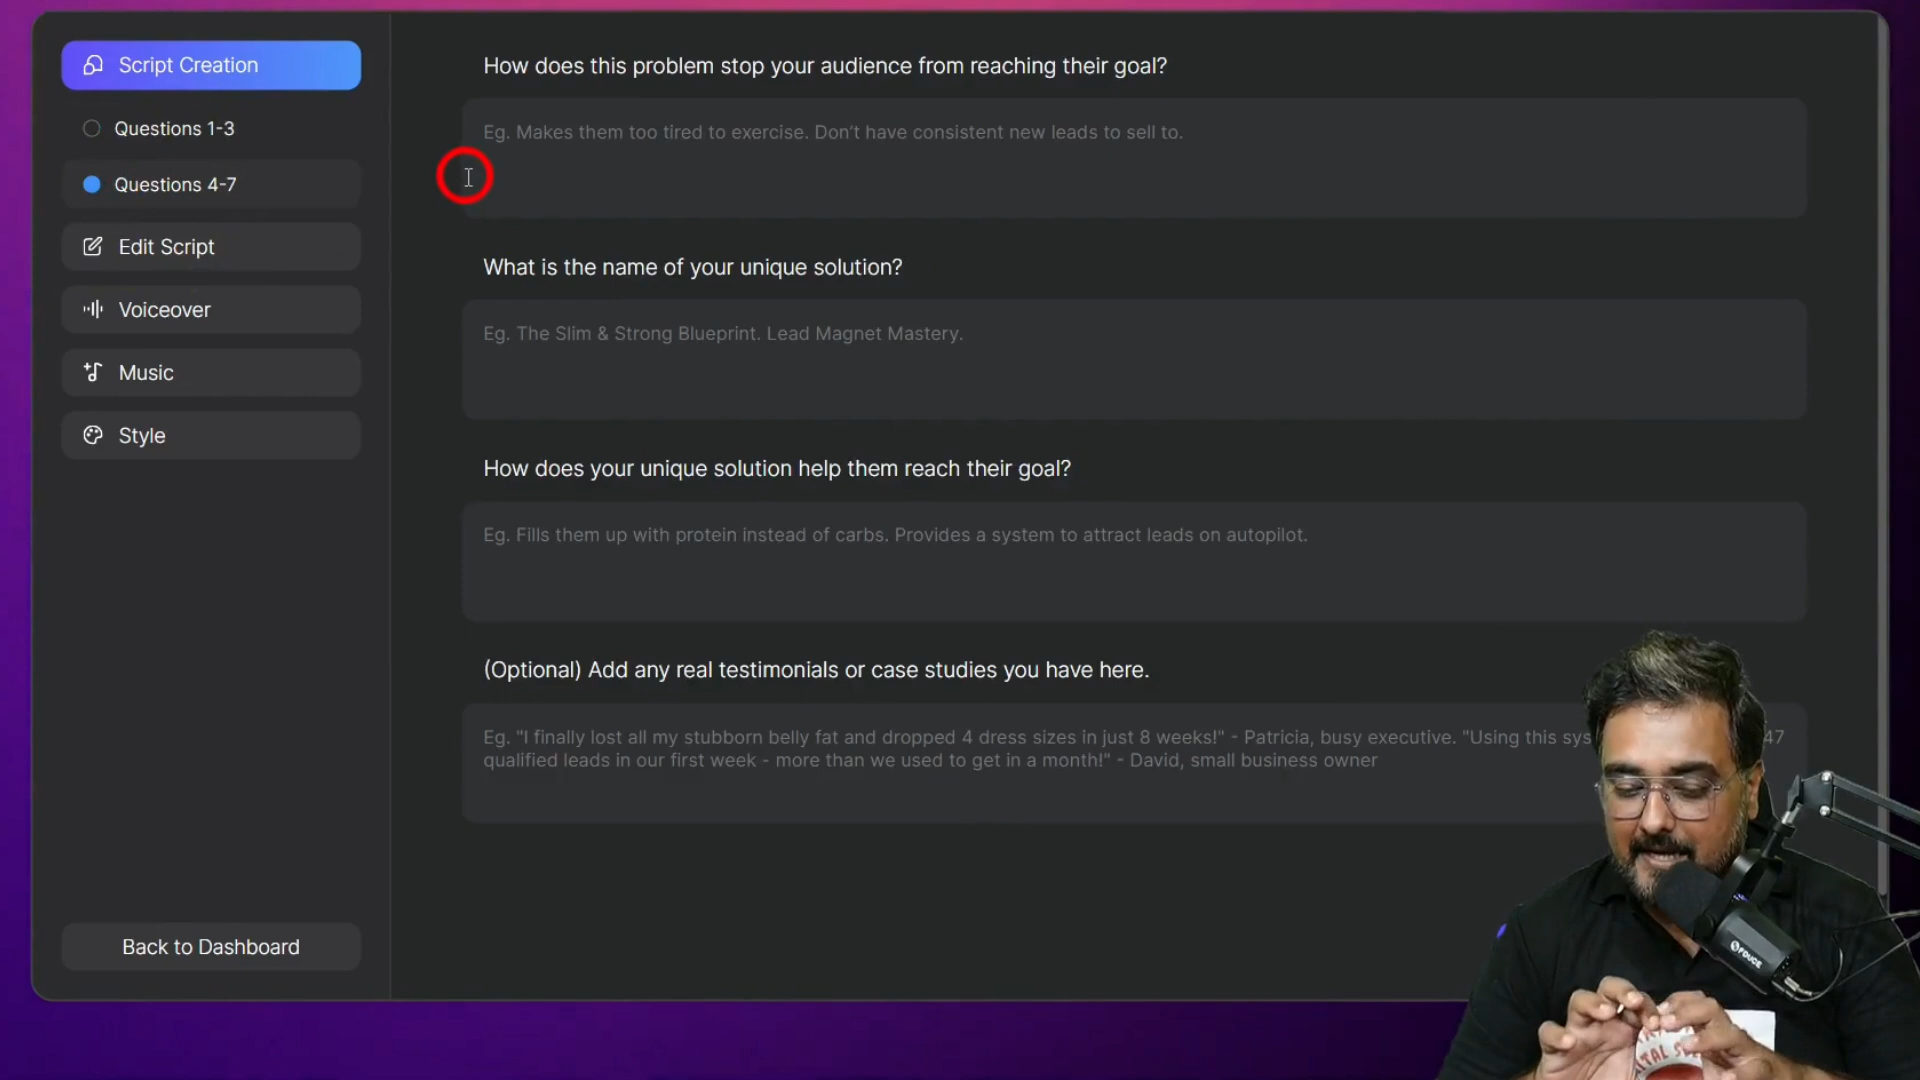 Script Creation
Questions 1-3
Questions 4-7
Edit Script
Voiceover
Music
Style
Back to Dashboard
How does this problem stop your audience from reaching their goal?
Eg. Makes them too tired to exercise. Don't have consistent new leads to sell to.
What is the name of your unique solution?
Eg. The Slim & Strong Blueprint. Lead Magnet Mastery.
How does your unique solution help them reach their goal?
Eg. Fills them up with protein instead of carbs. Provides a system to attract leads on autopilot.
(Optional) Add any real testimonials or case studies you have here.
Eg. "I finally lost all my stubborn belly fat and dropped 4 dress sizes in just 8 weeks!" - Patricia, busy executive. "Using this 47
qualified leads in our first week - more than we used to get in a month!" - David, small business owner
FDUCE